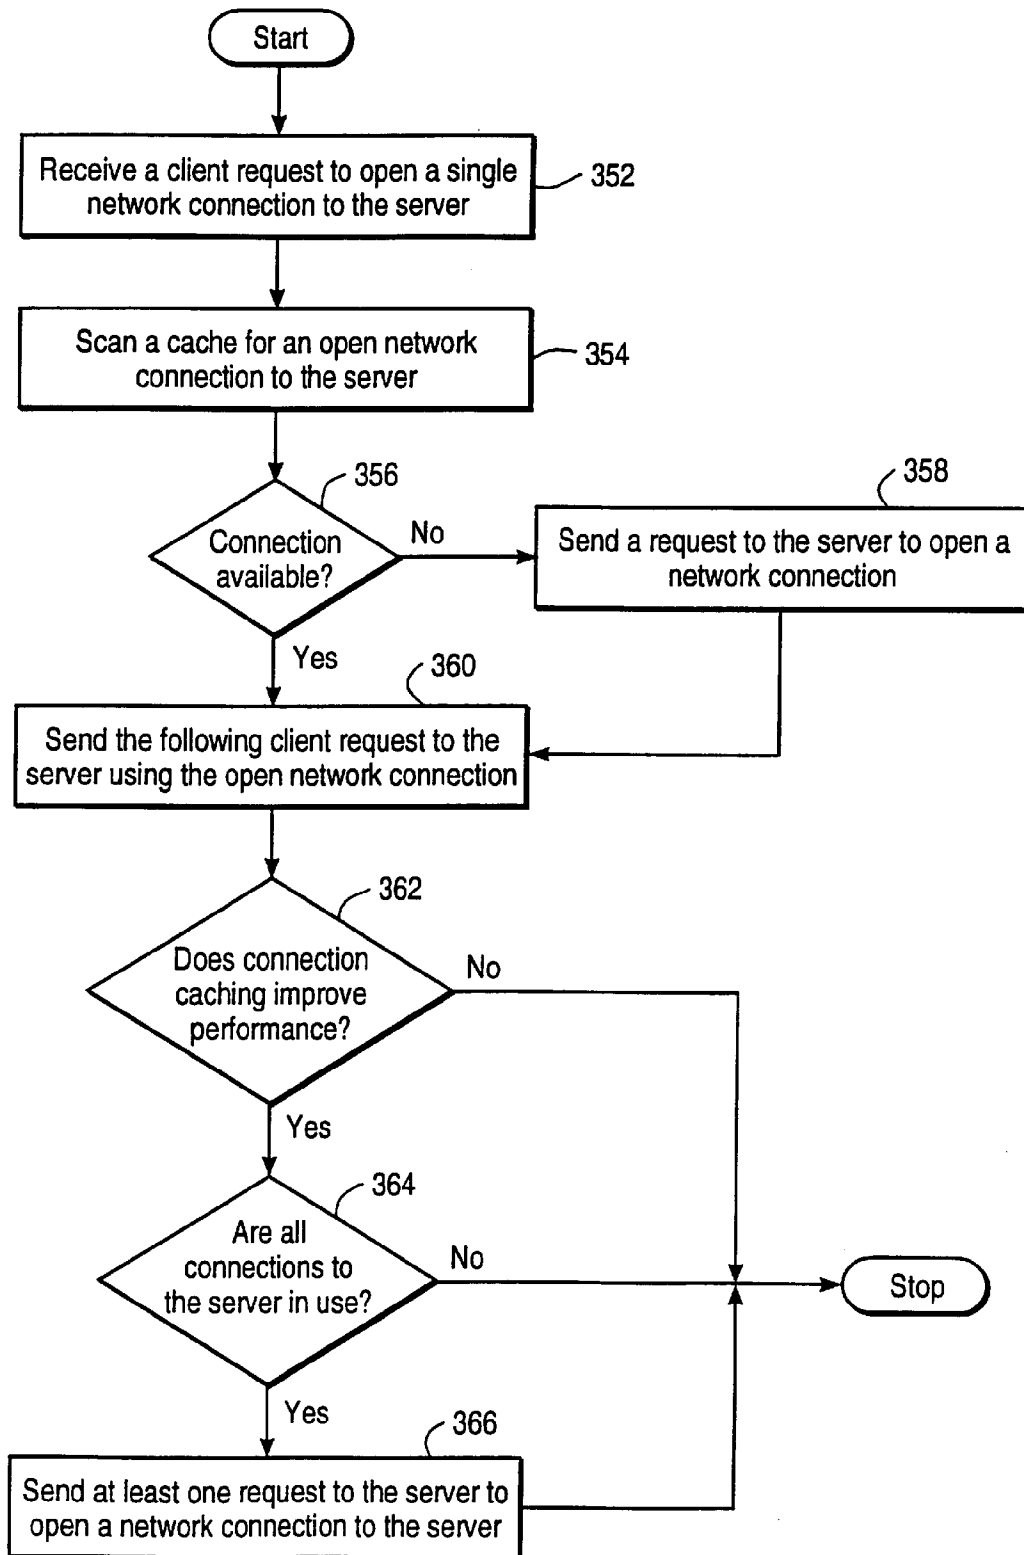 Start
Receive a client request to open a single
network connection to the server
352
Scan a cache for an open network
connection to the server
354
356
Connection
available?
No
358
Send a request to the server to open a
network connection
Yes
360
Send the following client request to the
server using the open network connection
362
Does connection
caching improve
performance?
No
Yes
364
Are all
connections to
the server in use?
No
Stop
Yes
366
Send at least one request to the server to
open a network connection to the server